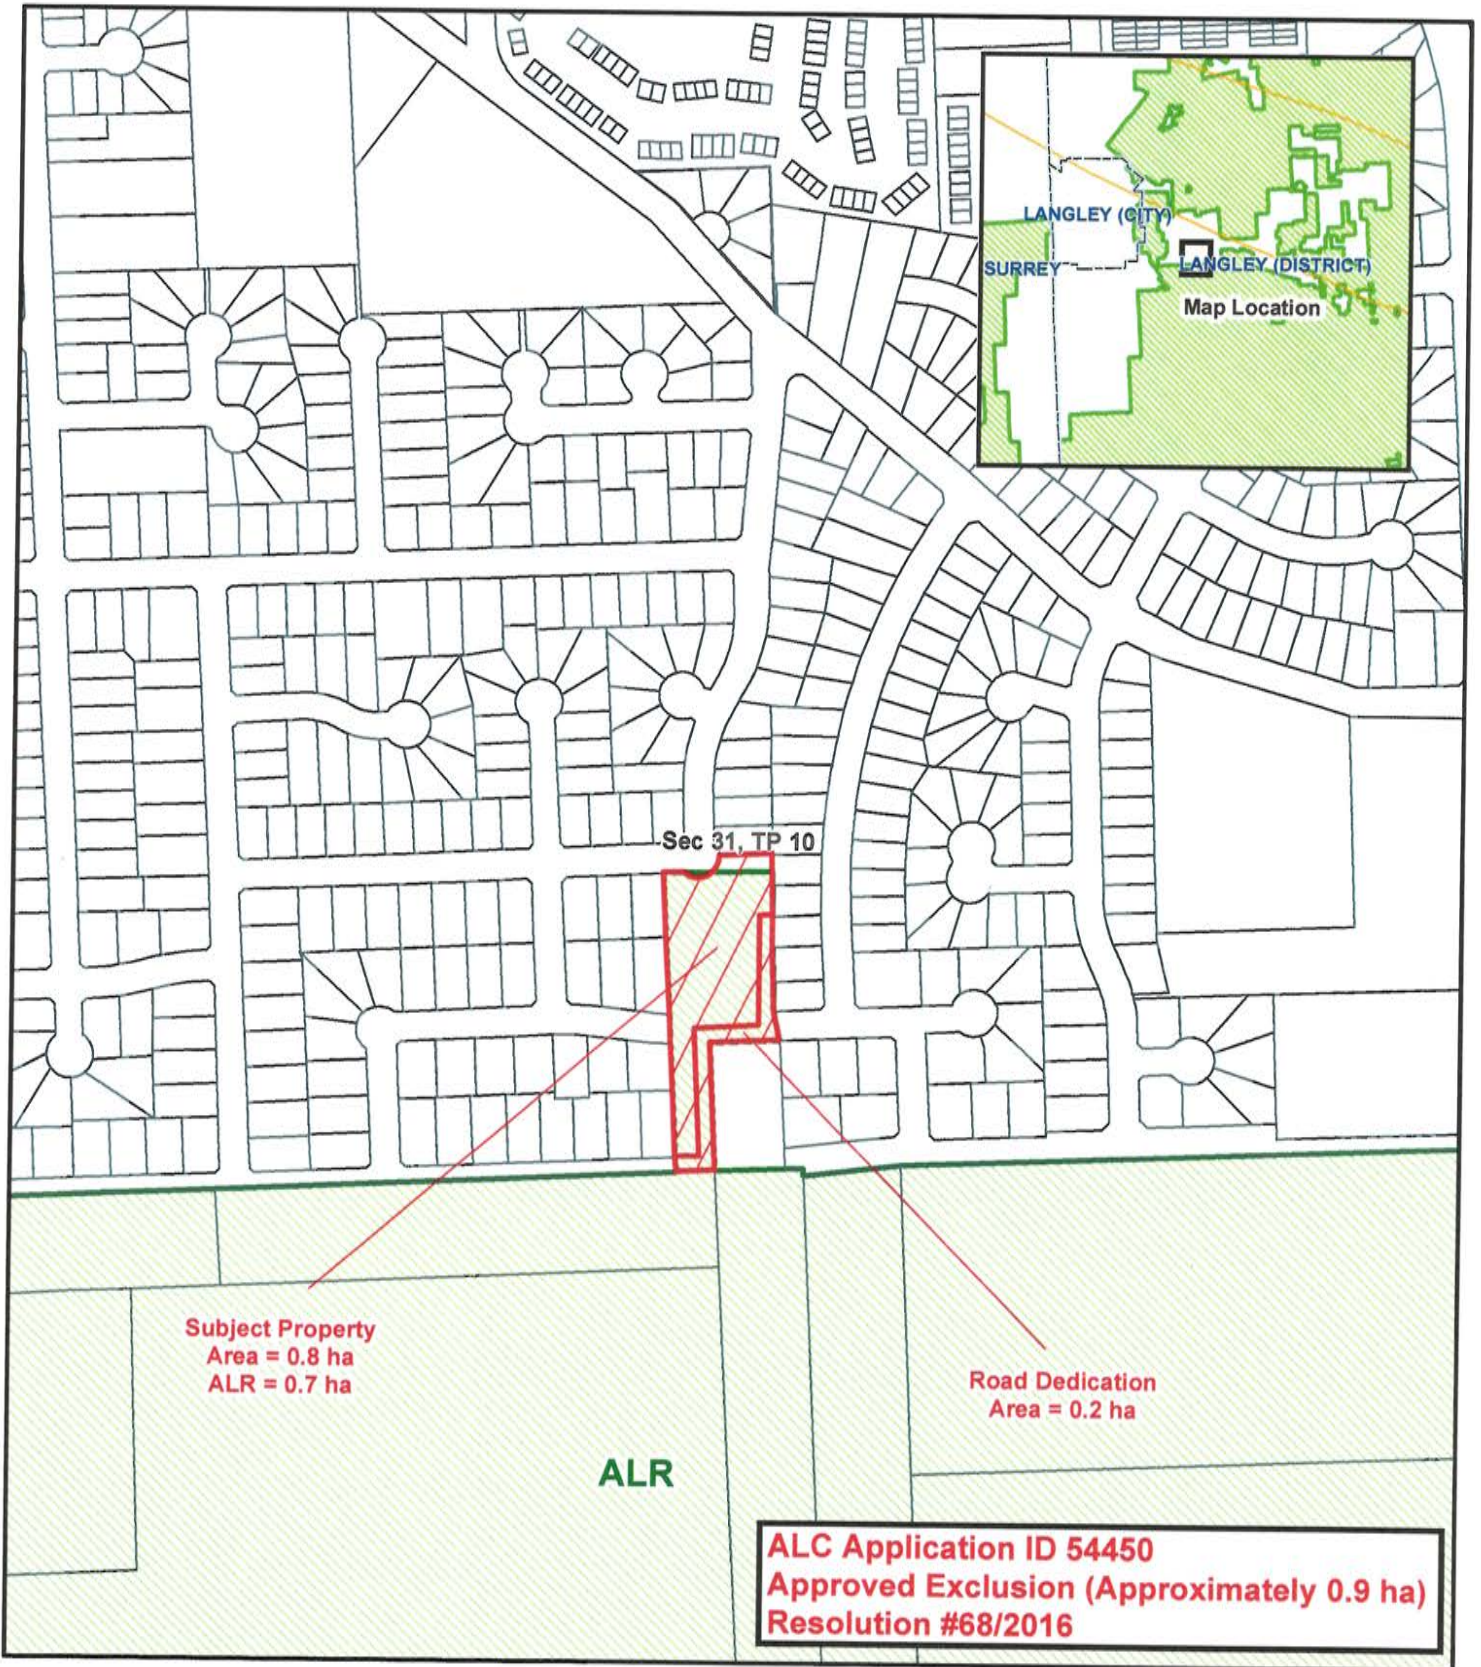 LANGLEY (CITY)
SURREY
LANGLEY (DISTRICT)
Map Location
Sec 31, TP 10
Subject Property
Area = 0.8 ha
ALR = 0.7 ha
Road Dedication
Area = 0.2 ha
ALR
ALC Application ID 54450
Approved Exclusion (Approximately 0.9 ha)
Resolution #68/2016